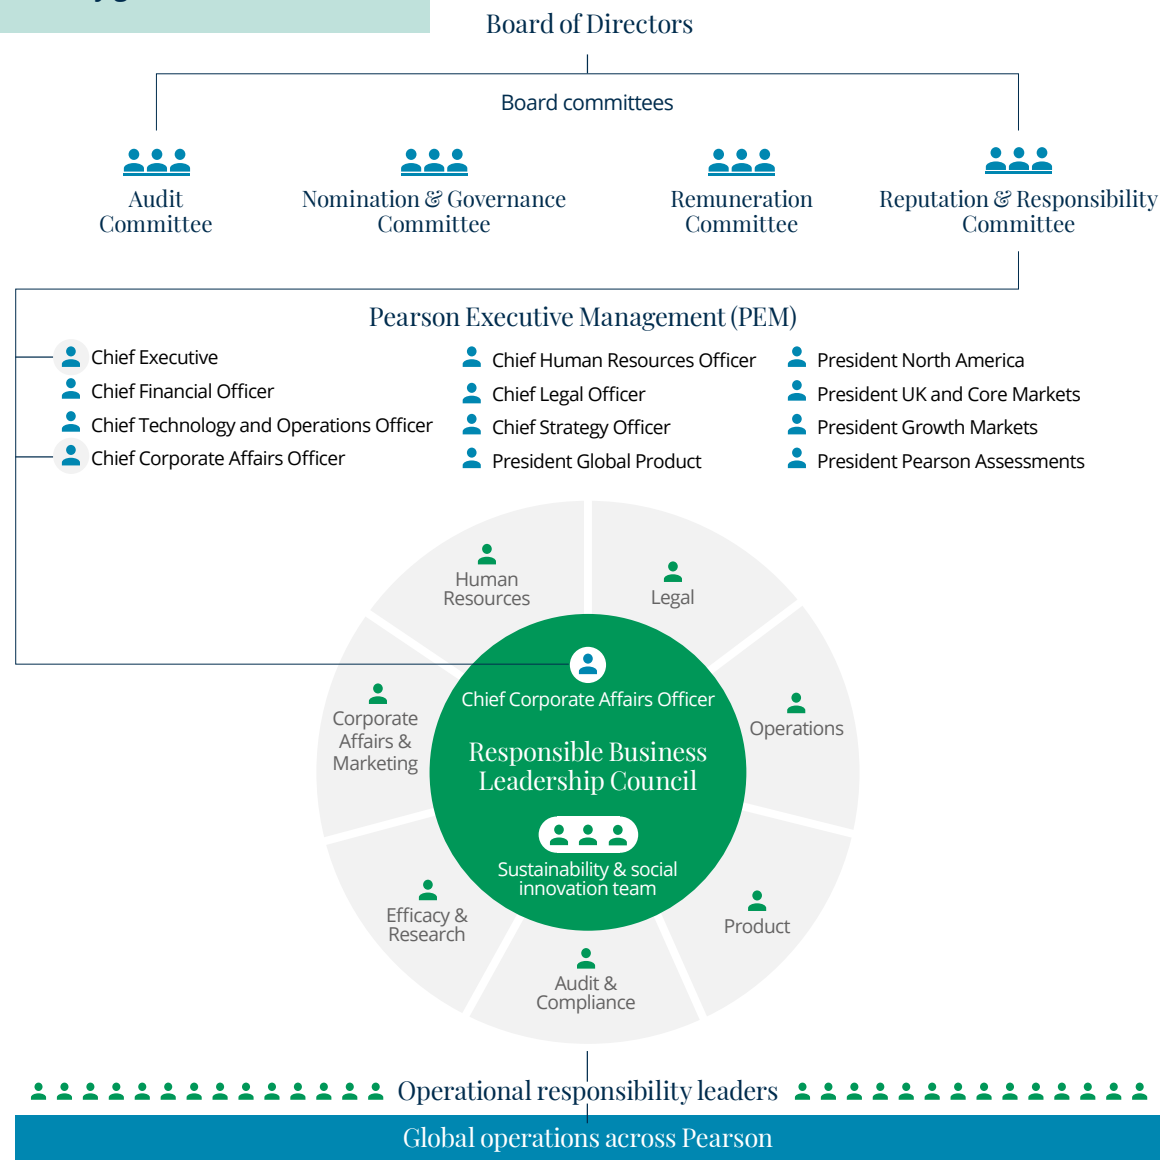 Board of Directors
Board committees
Audit
Committee
Nomination & Governance
Committee
Remuneration
Committee
Reputation & Responsibility
Committee
Pearson Executive Management (PEM)
Chief Executive
Chief Financial Officer
Chief Technology and Operations Officer
Chief Corporate Affairs Officer
Chief Human Resources Officer
Chief Legal Officer
Chief Strategy Officer
President Global Product
President North America
President UK and Core Markets
President Growth Markets
President Pearson Assessments
Human
Resources
Legal
Corporate
Affairs &
Marketing
Operations
Chief Corporate Affairs Officer
Responsible Business
Leadership Council
Sustainability & social
innovation team
Efficacy &
Research
Product
Audit &
Compliance
Operational responsibility leaders
Global operations across Pearson